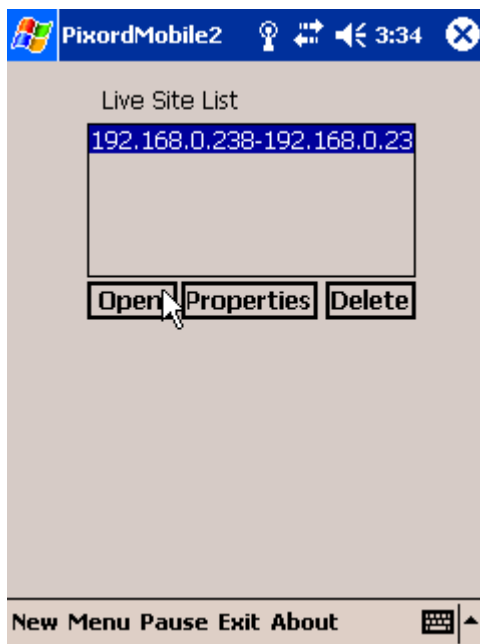 PixordMobile2 3:34
Live Site List
192.168.0.238-192.168.0.23
Open Properties Delete
New Menu Pause Exit About